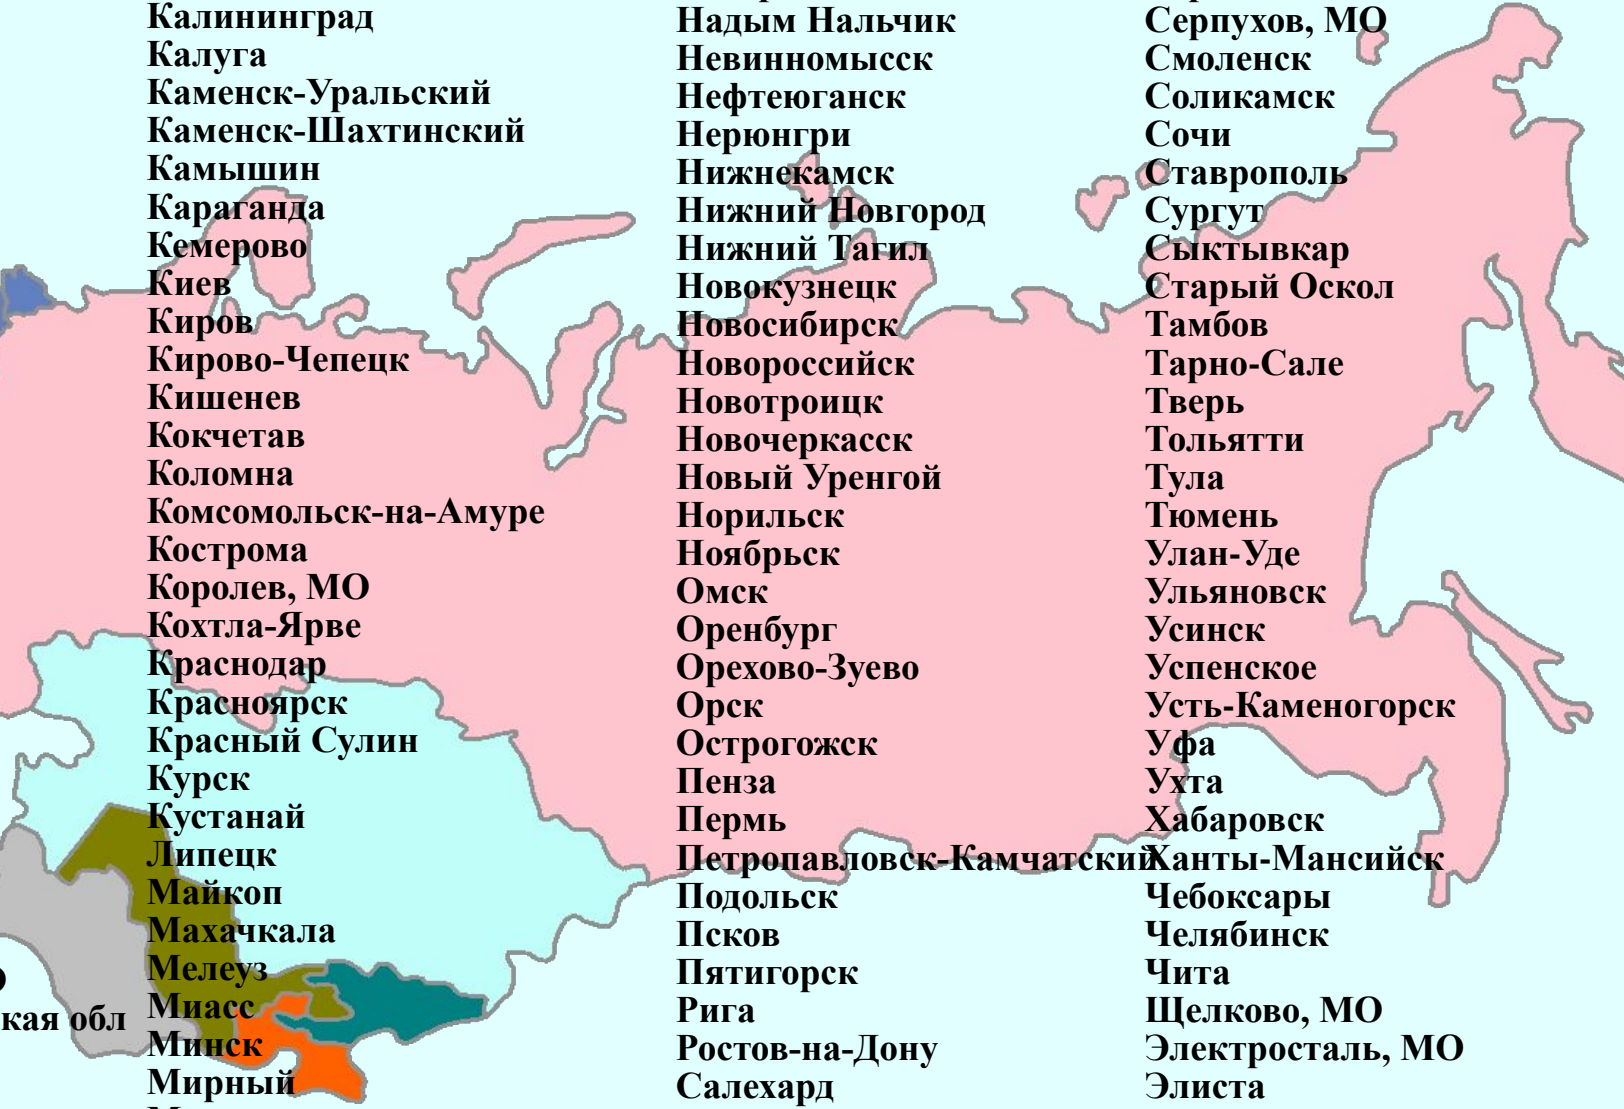 кая обл
Калининград
Калуга
Каменск-Уральский
Каменск-Шахтинский
Камышин
Караганда
Кемерово
Киев
Киров
Кирово-Чепецк
Кишенев
Кокчетав
Коломна
Комсомольск-на-Амуре
Кострома
Королев, МО
Кохтла-Ярве
Краснодар
Красноярск
Красный Сулин
Курск
Кустанай
Липецк
Майкоп
Махачкала
Мелеуз
Миасс
Минск
Мирный
Надым Нальчик
Невинномысск
Нефтеюганск
Нерюнгри
Нижнекамск
Нижний Новгород
Нижний Тагил
Новокузнецк
Новосибирск
Новороссийск
Новотроицк
Новочеркасск
Новый Уренгой
Норильск
Ноябрьск
Омск
Оренбург
Орехово-Зуево
Орск
Острогожск
Пенза
Пермь
Петропавловск-Камчатский
Подольск
Псков
Пятигорск
Рига
Ростов-на-Дону
Салехард
Серпухов, МО
Смоленск
Соликамск
Сочи
Ставрополь
Сургут
Сыктывкар
Старый Оскол
Тамбов
Тарно-Сале
Тверь
Тольятти
Тула
Тюмень
Улан-Уде
Ульяновск
Усинск
Успенское
Усть-Каменогорск
Уфа
Ухта
Хабаровск
Ханты-Мансийск
Чебоксары
Челябинск
Чита
Щелково, МО
Электросталь, МО
Элиста